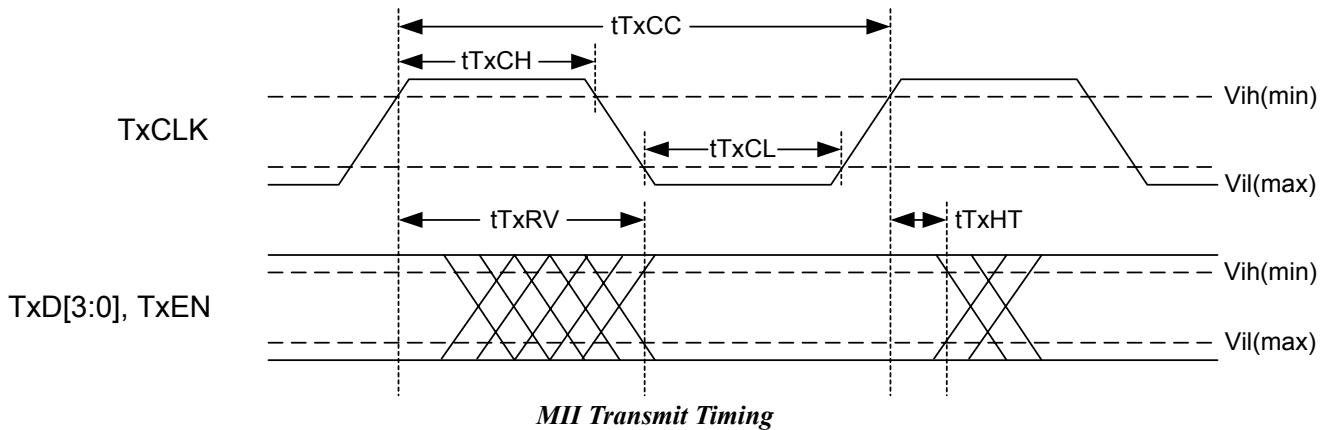 tTxCC
tTxCH
TxCLK
Vih(min)
tTxCL
Vil(max)
tTxRV
tTxHT
TxD[3:0], TxEN
Vih(min)
Vil(max)
MII Transmit Timing